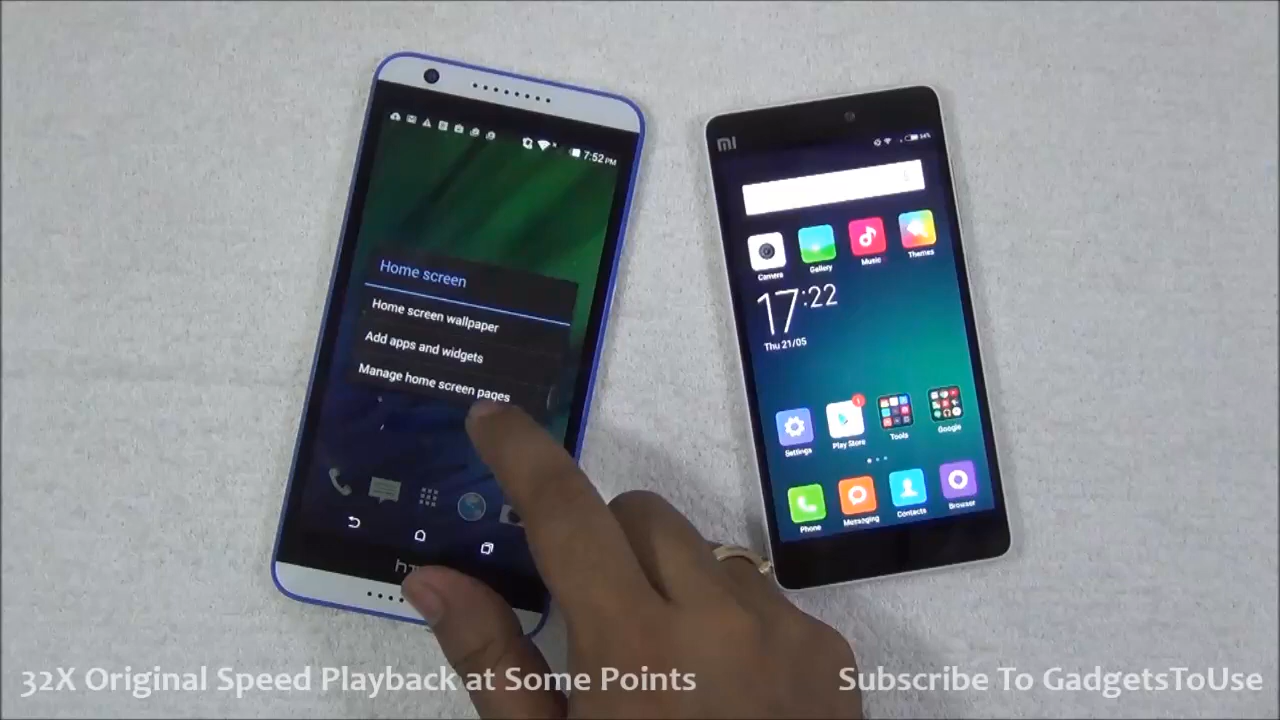 7:52 PM
Home screen
Home screen wallpaper
Add apps and widgets
Manage home screen pages
mi
Camera
Gallery
Music
Themes
17:22
Thu 21/05
Settings
1
Play Store
Tools
Google
Phone
Messaging
Contacts
Browser
32X Original Speed Playback at Some Points
Subscribe To GadgetsToUse